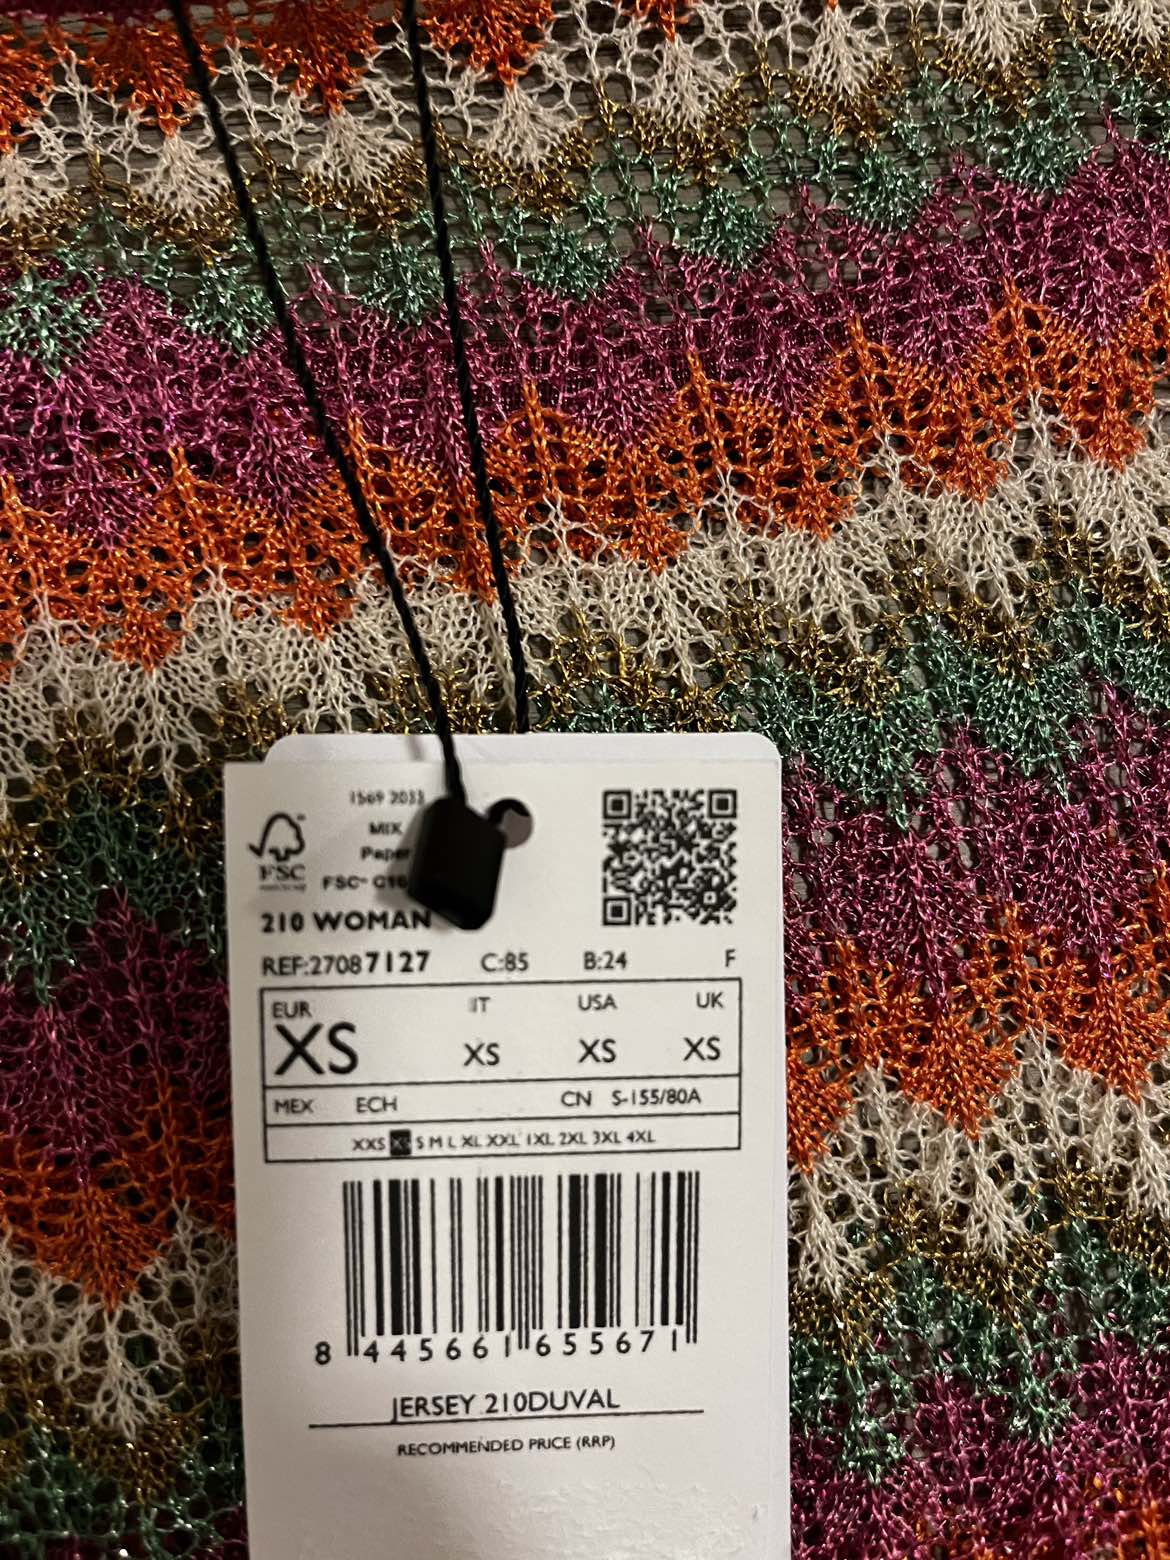 1569 2033
MIX
Paper
FSC
FSC™
210 WOMAN
REF:27087127 C:85 B:24 F
EUR IT USA UK
XS XS XS XS
MEX ECH CN S-155/80A
XXS XS S M L XL XXL 1XL 2XL 3XL 4XL
8 445661 655671
JERSEY 210DUVAL
RECOMMENDED PRICE (RRP)